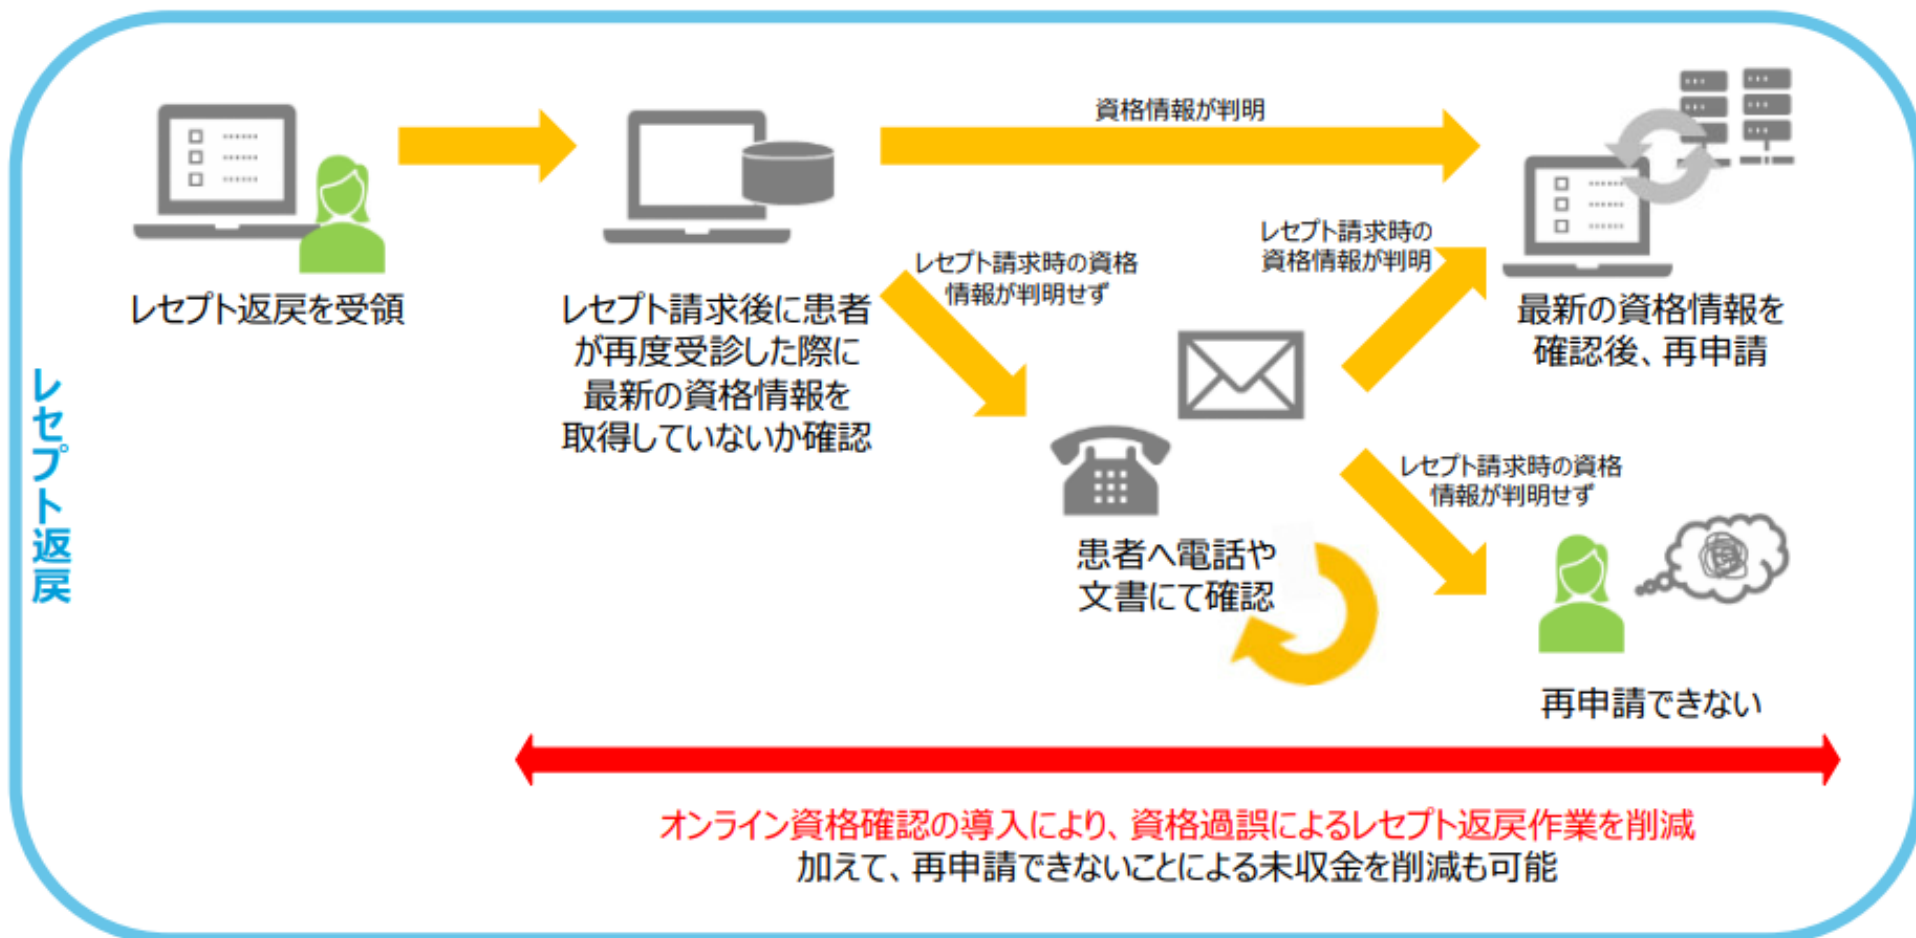 レセプト返戻
レセプト返戻を受領
レセプト請求後に患者
が再度受診した際に
最新の資格情報を
取得していないか確認
資格情報が判明
レセプト請求時の資格
情報が判明せず
患者へ電話や
文書にて確認
レセプト請求時の
資格情報が判明
最新の資格情報を
確認後、再申請
レセプト請求時の資格
情報が判明せず
再申請できない
オンライン資格確認の導入により、資格過誤によるレセプト返戻作業を削減
加えて、再申請できないことによる未収金を削減も可能